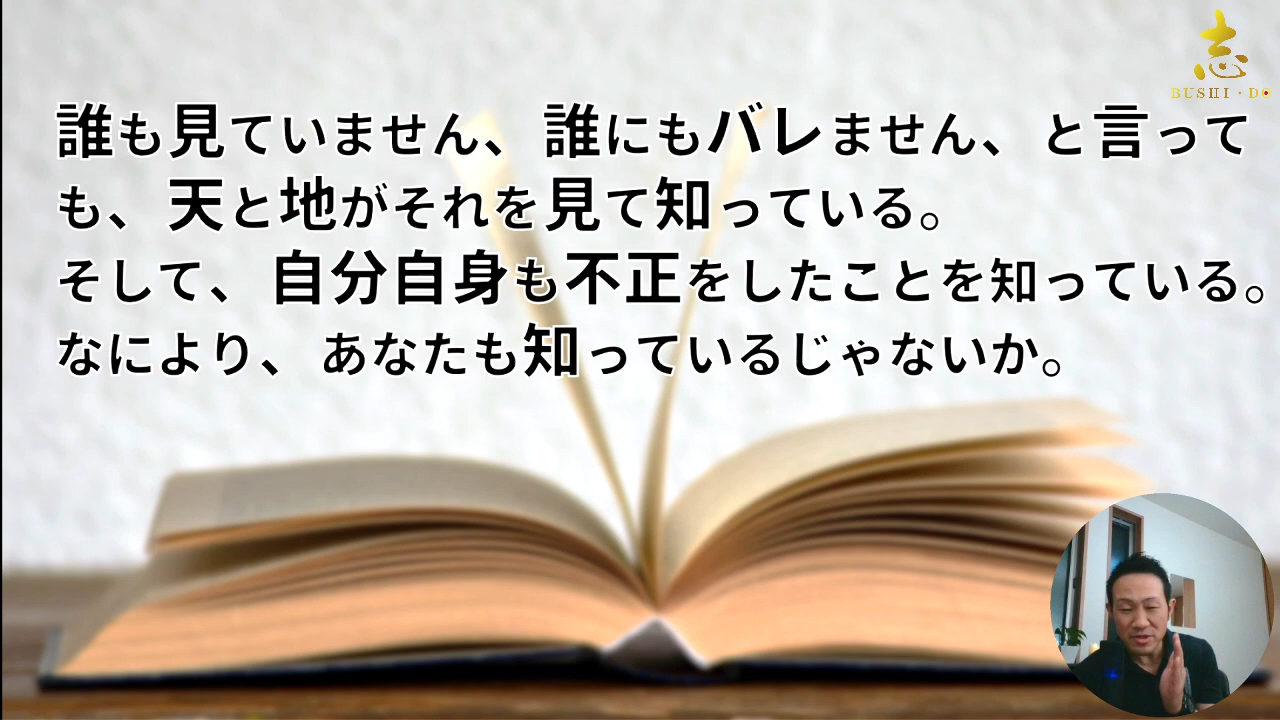 志
BUSHI・DO
誰も見ていません、誰にもバレません、と言って
も、天と地がそれを見て知っている。
そして、自分自身も不正をしたことを知っている。
なにより、あなたも知っているじゃないか。